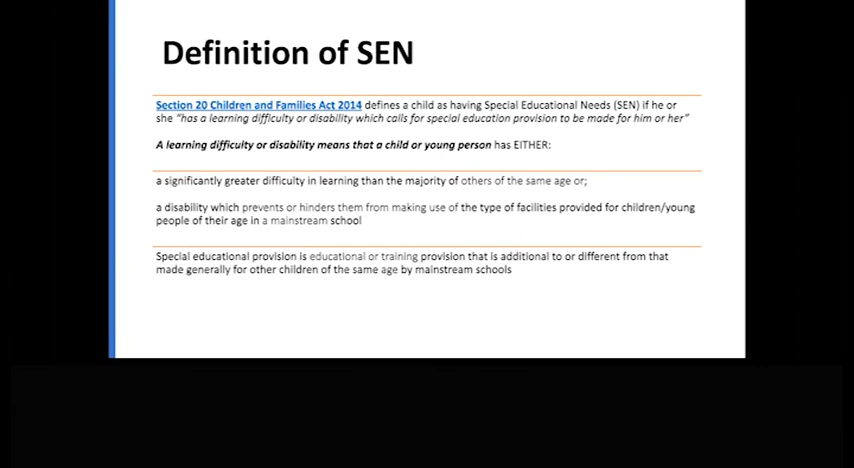 Definition of SEN
Section 20 Children and Families Act 2014 defines a child as having Special Educational Needs (SEN) if he or
she “has a learning difficulty or disability which calls for special education provision to be made for him or her”
A learning difficulty or disability means that a child or young person has EITHER:
a significantly greater difficulty in learning than the majority of others of the same age or;
a disability which prevents or hinders them from making use of the type of facilities provided for children/young
people of their age in a mainstream school
Special educational provision is educational or training provision that is additional to or different from that
made generally for other children of the same age by mainstream schools